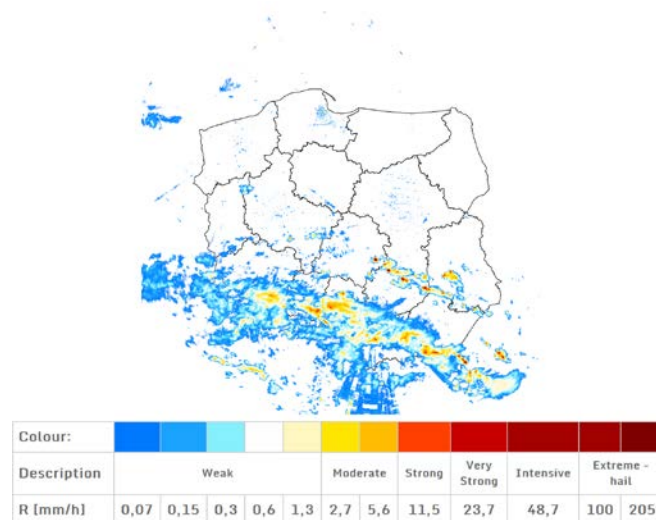 Colour:
Description Weak Moderate Strong Very Strong Intensive Extreme - hail
R [mm/h] 0,07 0,15 0,3 0,6 1,3 2,7 5,6 11,5 23,7 48,7 100 205